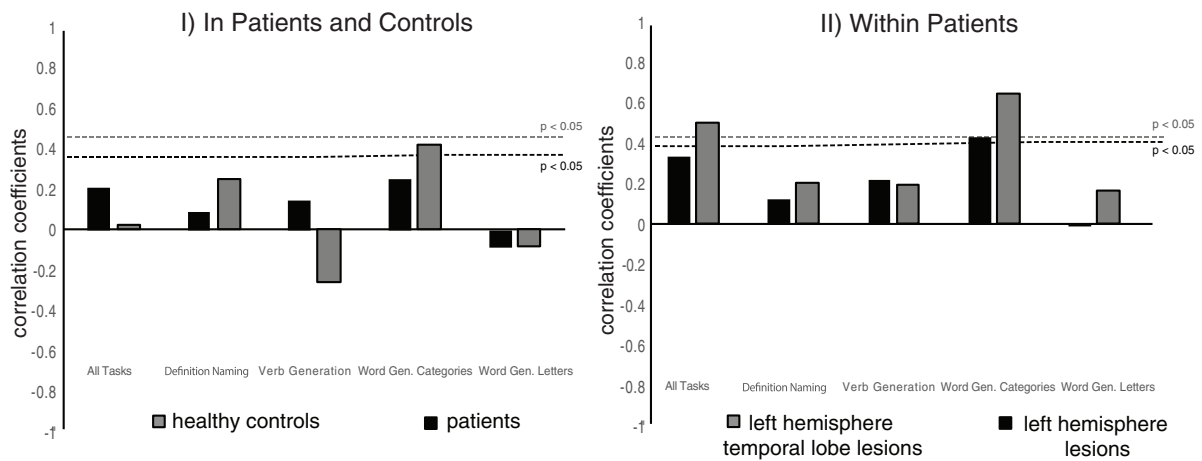 I) In Patients and Controls
correlation coefficients
1
0.8
0.6
0.4
0.2
0
-0.2
-0.4
-0.6
-0.8
-1
p < 0.05
p < 0.05
All Tasks
Definition Naming
Verb Generation
Word Gen. Categories
Word Gen. Letters
healthy controls
patients
II) Within Patients
correlation coefficients
1
0.8
0.6
0.4
0.2
0
-0.2
-0.4
-0.6
-0.8
-1
p < 0.05
p < 0.05
All Tasks
Definition Naming
Verb Generation
Word Gen. Categories
Word Gen. Letters
left hemisphere
temporal lobe lesions
left hemisphere
lesions